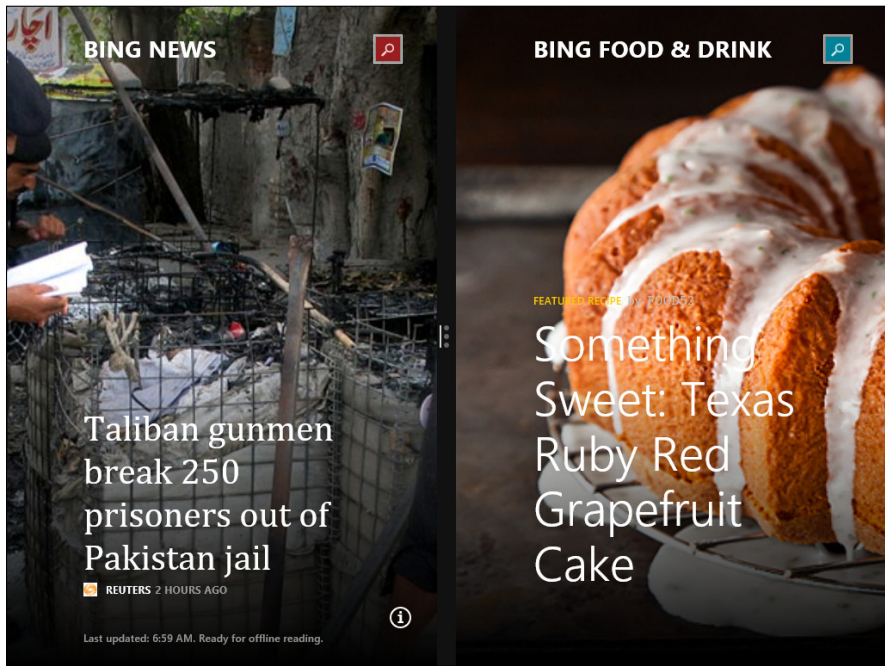 اچار
BING NEWS
Taliban gunmen
break 250
prisoners out of
Pakistan jail
REUTERS 2 HOURS AGO
Last updated: 6:59 AM. Ready for offline reading.
BING FOOD & DRINK
FEATURED RECIPE by FOOD52
Something
Sweet: Texas
Ruby Red
Grapefruit
Cake